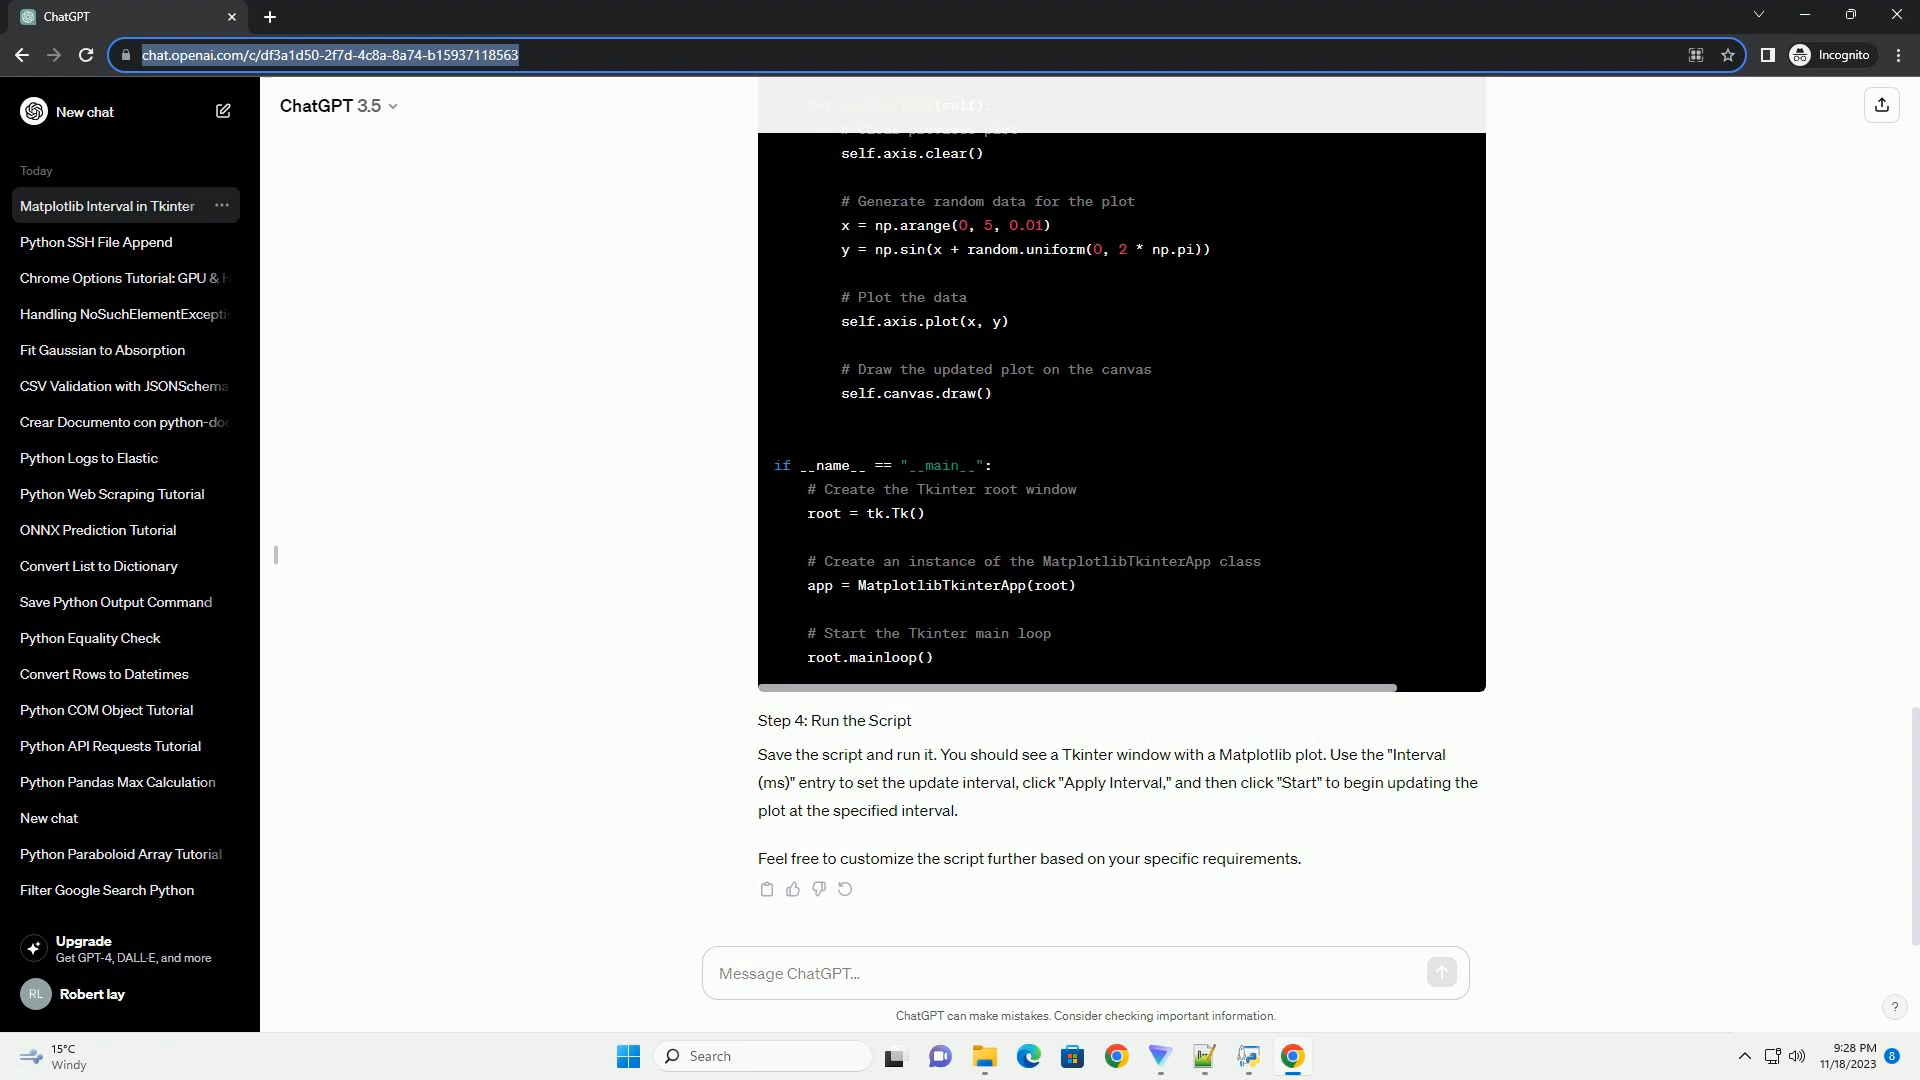 ChatGPT
chat.openai.com/c/df3a1d50-2f7d-4c8a-8a74-b15937118563
Incognito
New chat
Today
Matplotlib Interval in Tkinter
Python SSH File Append
Chrome Options Tutorial: GPU & H
Handling NoSuchElementExcepti
Fit Gaussian to Absorption
CSV Validation with JSONSchema
Crear Documento con python-do
Python Logs to Elastic
Python Web Scraping Tutorial
ONNX Prediction Tutorial
Convert List to Dictionary
Save Python Output Command
Python Equality Check
Convert Rows to Datetimes
Python COM Object Tutorial
Python API Requests Tutorial
Python Pandas Max Calculation
New chat
Python Paraboloid Array Tutorial
Filter Google Search Python
Upgrade
Get GPT-4, DALL·E, and more
RL
Robert lay
ChatGPT 3.5
(self):
self.axis.clear()
# Generate random data for the plot
x = np.arange(0, 5, 0.01)
y = np.sin(x + random.uniform(0, 2 * np.pi))
# Plot the data
self.axis.plot(x, y)
# Draw the updated plot on the canvas
self.canvas.draw()
if __name__ == "__main__":
# Create the Tkinter root window
root = tk.Tk()
# Create an instance of the MatplotlibTkinterApp class
app = MatplotlibTkinterApp(root)
# Start the Tkinter main loop
root.mainloop()
Step 4: Run the Script
Save the script and run it. You should see a Tkinter window with a Matplotlib plot. Use the "Interval
(ms)" entry to set the update interval, click "Apply Interval," and then click "Start" to begin updating the
plot at the specified interval.
Feel free to customize the script further based on your specific requirements.
Message ChatGPT...
ChatGPT can make mistakes. Consider checking important information.
?
15°C
Windy
Search
9:28 PM
11/18/2023
8